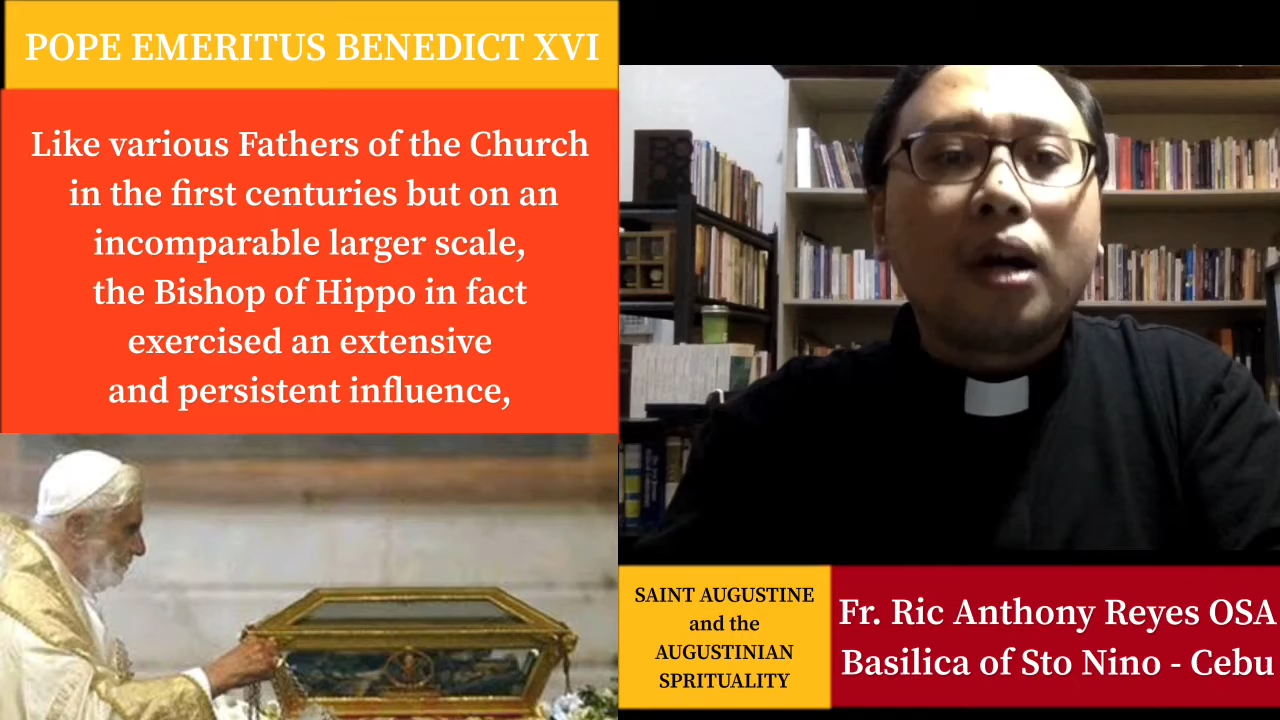 POPE EMERITUS BENEDICT XVI
Like various Fathers of the Church
in the first centuries but on an
incomparable larger scale,
the Bishop of Hippo in fact
exercised an extensive
and persistent influence,
SAINT AUGUSTINE
and the
AUGUSTINIAN
SPRITUALITY
Fr. Ric Anthony Reyes OSA
Basilica of Sto Nino - Cebu